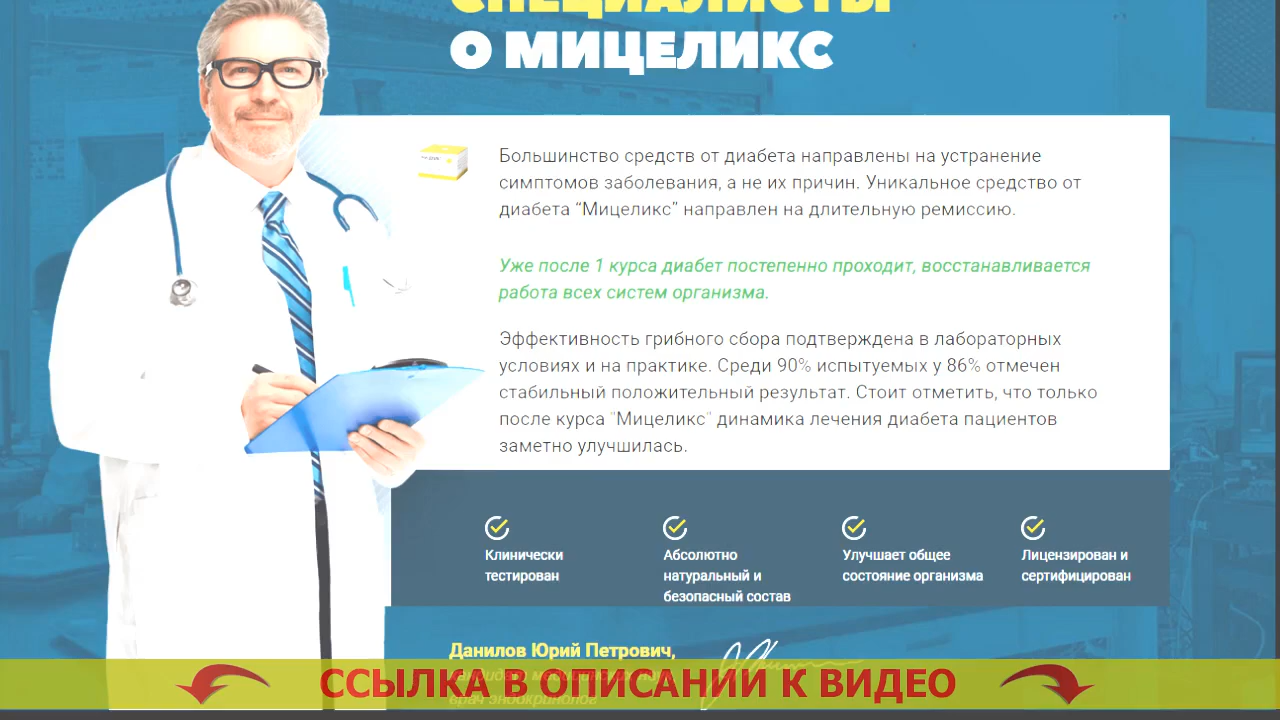 СПЕЦИАЛИСТЫ
О МИЦЕЛИКС
Большинство средств от диабета направлены на устранение
симптомов заболевания, а не их причин. Уникальное средство от
диабета “Мицеликс” направлен на длительную ремиссию.
Уже после 1 курса диабет постепенно проходит, восстанавливается
работа всех систем организма.
Эффективность грибного сбора подтверждена в лабораторных
условиях и на практике. Среди 90% испытуемых у 86% отмечен
стабильный положительный результат. Стоит отметить, что только
после курса "Мицеликс" динамика лечения диабета пациентов
заметно улучшилась.
Клинически
тестирован
Абсолютно
натуральный и
безопасный состав
Улучшает общее
состояние организма
Лицензирован и
сертифицирован
Данилов Юрий Петрович,
ССЫЛКА В ОПИСАНИИ К ВИДЕО
врач-эндокринолог